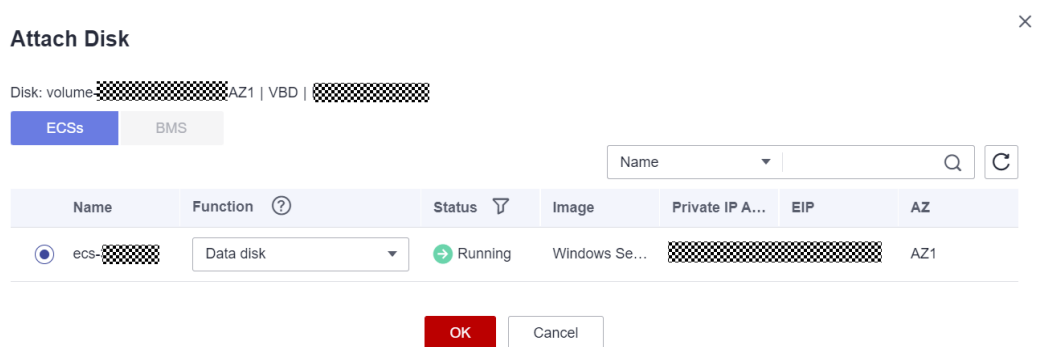 Attach Disk
Disk: volume- AZ1 | VBD |
ECSs BMS
Name
Name Function ? Status Image Private IP A... EIP AZ
ecs- Data disk Running Windows Se... AZ1
OK Cancel